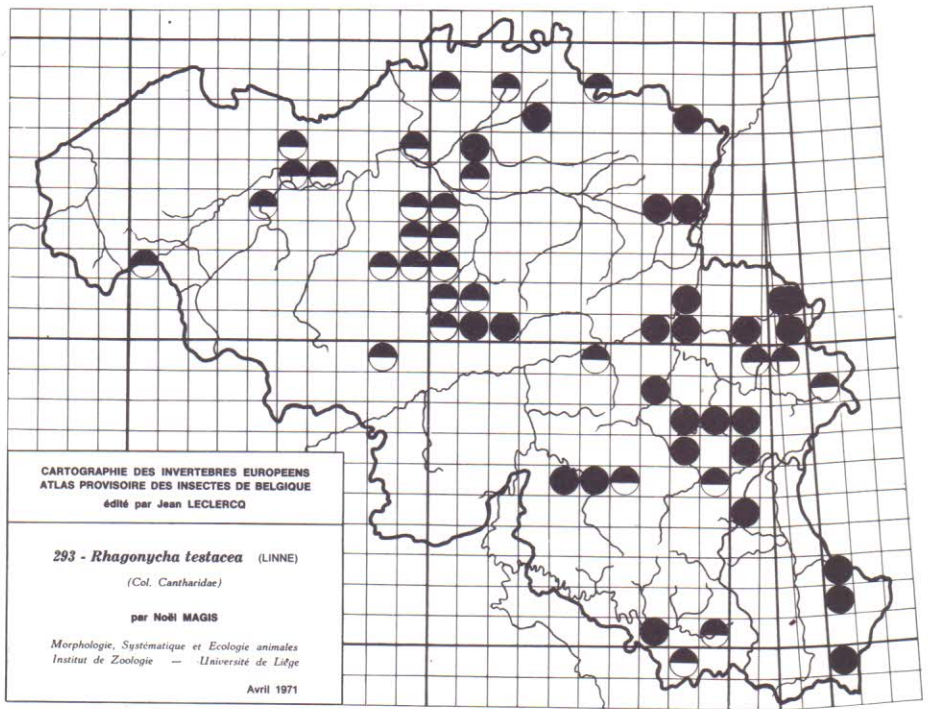 CARTOGRAPHIE DES INVERTEBRES EUROPEENS
ATLAS PROVISOIRE DES INSECTES DE BELGIQUE
édité par Jean LECLERCQ
293 - Rhagonycha testacea (LINNE)
(Col. Cantharidae)
par Noël MAGIS
Morphologie, Systématique et Ecologie animales
Institut de Zoologie — Université de Liége
Avril 1971